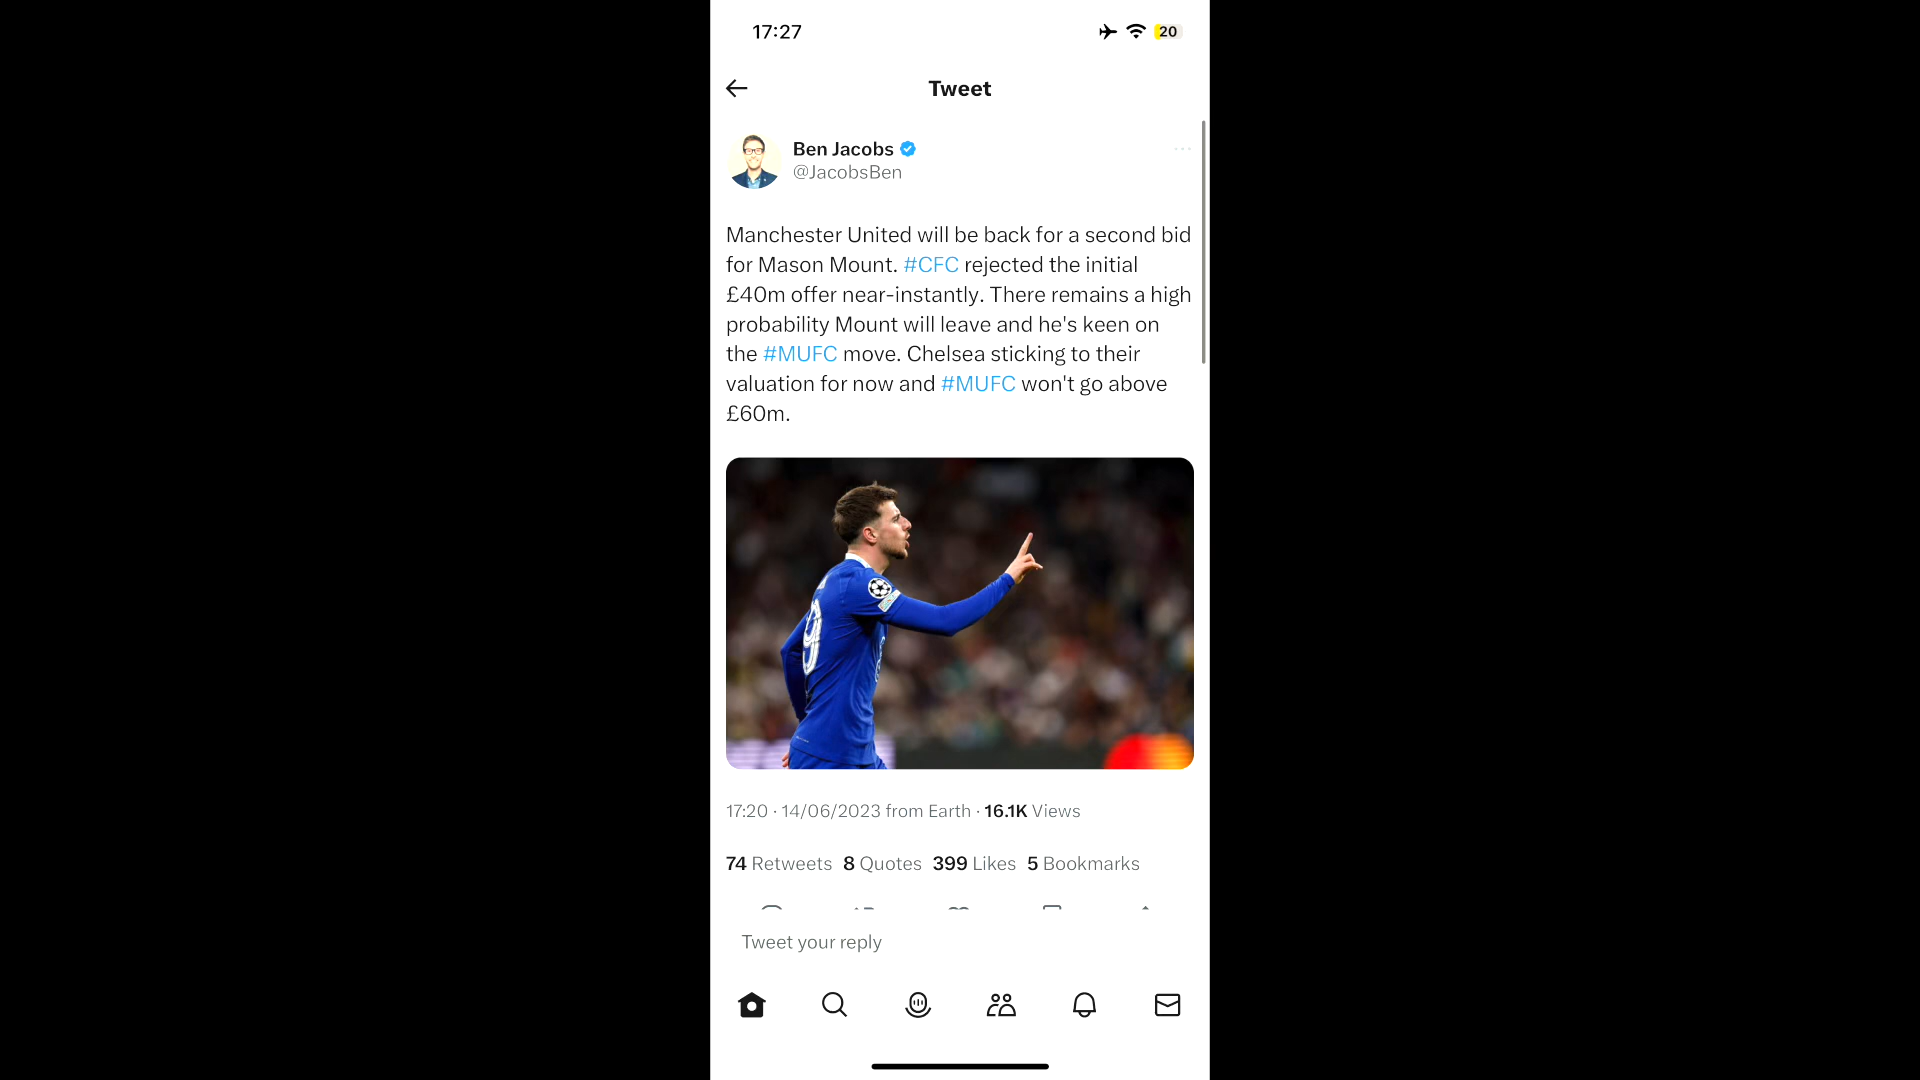 17:27
20
Tweet
Ben Jacobs
@JacobsBen
Manchester United will be back for a second bid
for Mason Mount. #CFC rejected the initial
£40m offer near-instantly. There remains a high
probability Mount will leave and he's keen on
the #MUFC move. Chelsea sticking to their
valuation for now and #MUFC won't go above
£60m.
9
17:20 · 14/06/2023 from Earth · 16.1K Views
74 Retweets 8 Quotes 399 Likes 5 Bookmarks
Tweet your reply